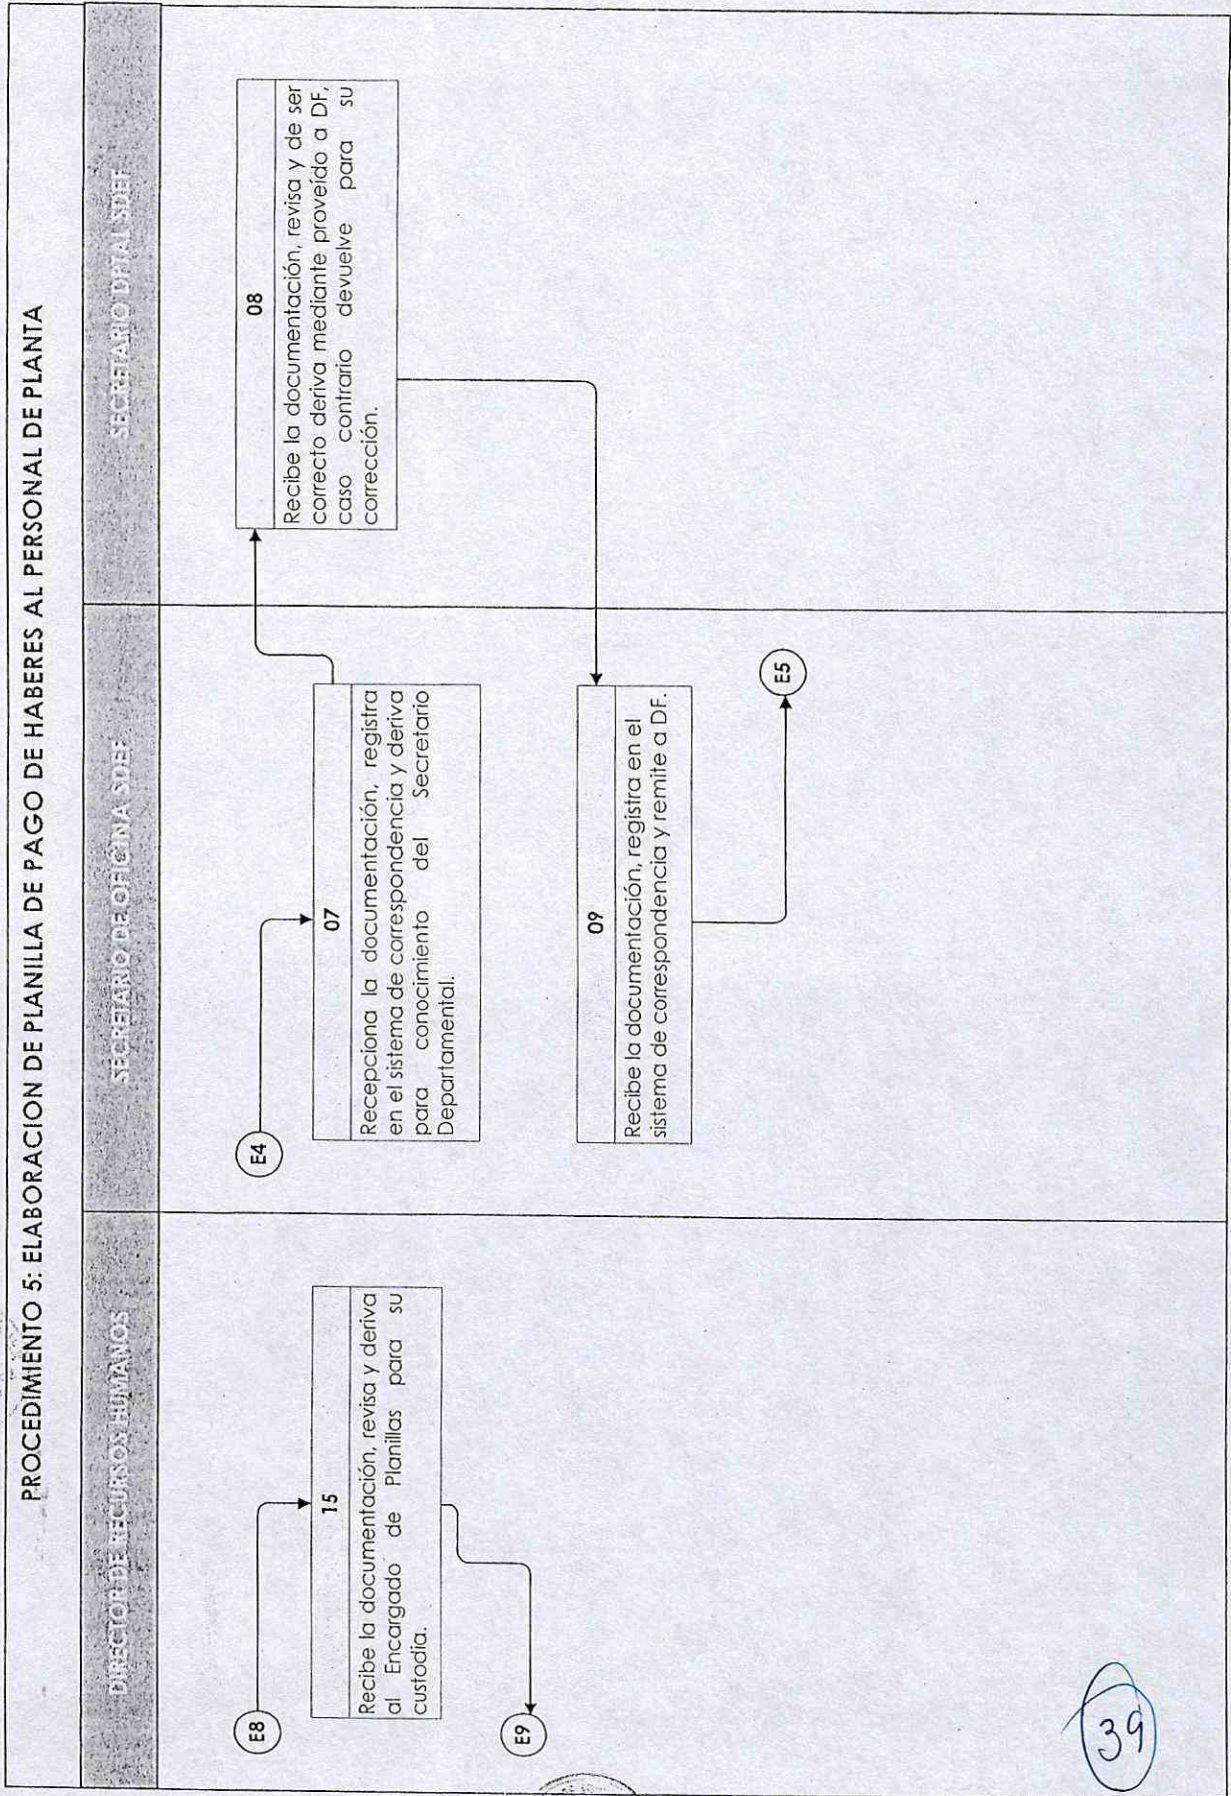 PROCEDIMIENTO 5: ELABORACION DE PLANILLA DE PAGO DE HABERES AL PERSONAL DE PLANTA
DIRECTOR DE RECURSOS HUMANOS
SECRETARIO DE OFICINA SDEF
SECRETARIO DPTAL SDEF
E8
15
Recibe la documentación, revisa y deriva
al Encargado de Planillas para su
custodia.
E9
E4
07
Recepciona la documentación, registra
en el sistema de correspondencia y deriva
para conocimiento del Secretario
Departamental.
09
Recibe la documentación, registra en el
sistema de correspondencia y remite a DF.
E5
08
Recibe la documentación, revisa y de ser
correcto deriva mediante proveído a DF,
caso contrario devuelve para su
corrección.
39